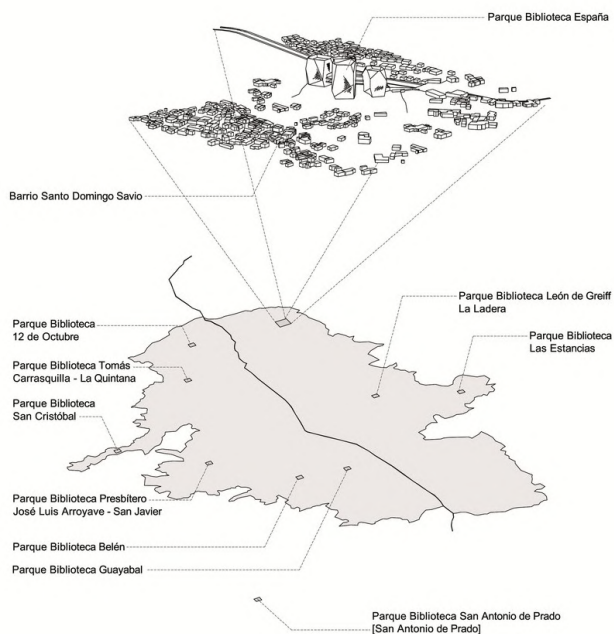 Parque Biblioteca España
Barrio Santo Domingo Savio
Parque Biblioteca León de Greiff
La Ladera
Parque Biblioteca
12 de Octubre
Parque Biblioteca
Las Estancias
Parque Biblioteca Tomás
Carrasquilla - La Quintana
Parque Biblioteca
San Cristóbal
Parque Biblioteca Presbítero
José Luis Arroyave - San Javier
Parque Biblioteca Belén
Parque Biblioteca Guayabal
Parque Biblioteca San Antonio de Prado
[San Antonio de Prado]